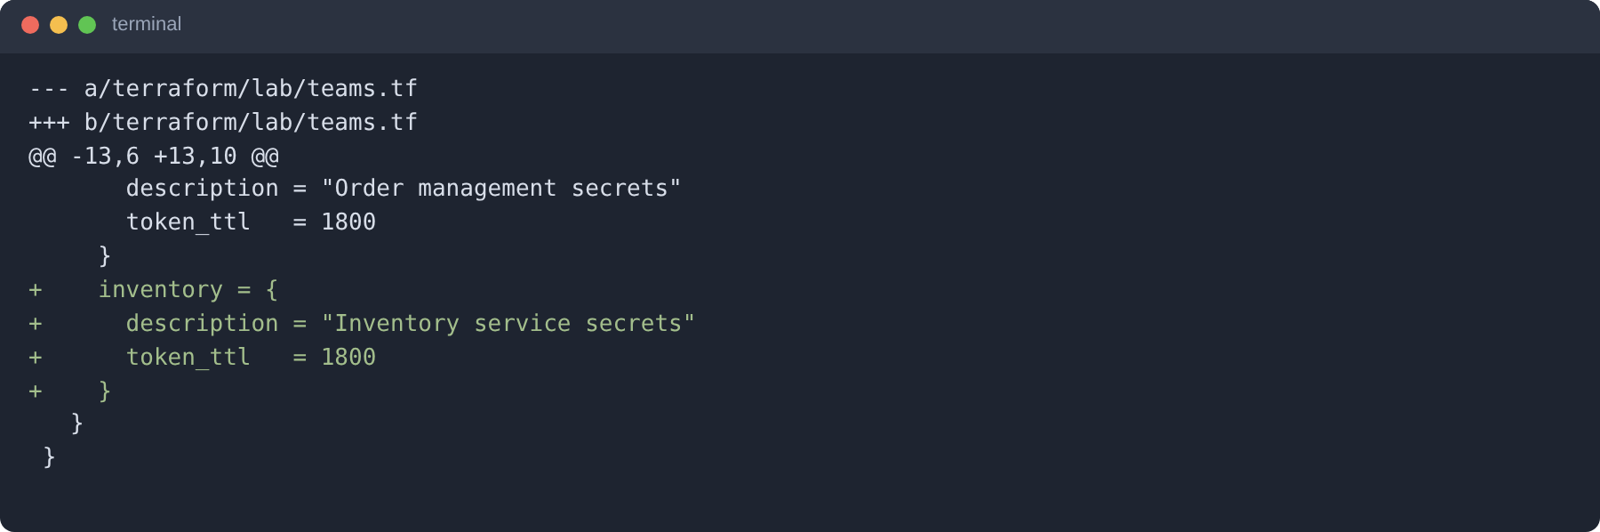 terminal
--- a/terraform/lab/teams.tf
+++ b/terraform/lab/teams.tf
@@ -13,6 +13,10 @@
       description = "Order management secrets"
       token_ttl   = 1800
     }
+    inventory = {
+      description = "Inventory service secrets"
+      token_ttl   = 1800
+    }
   }
 }